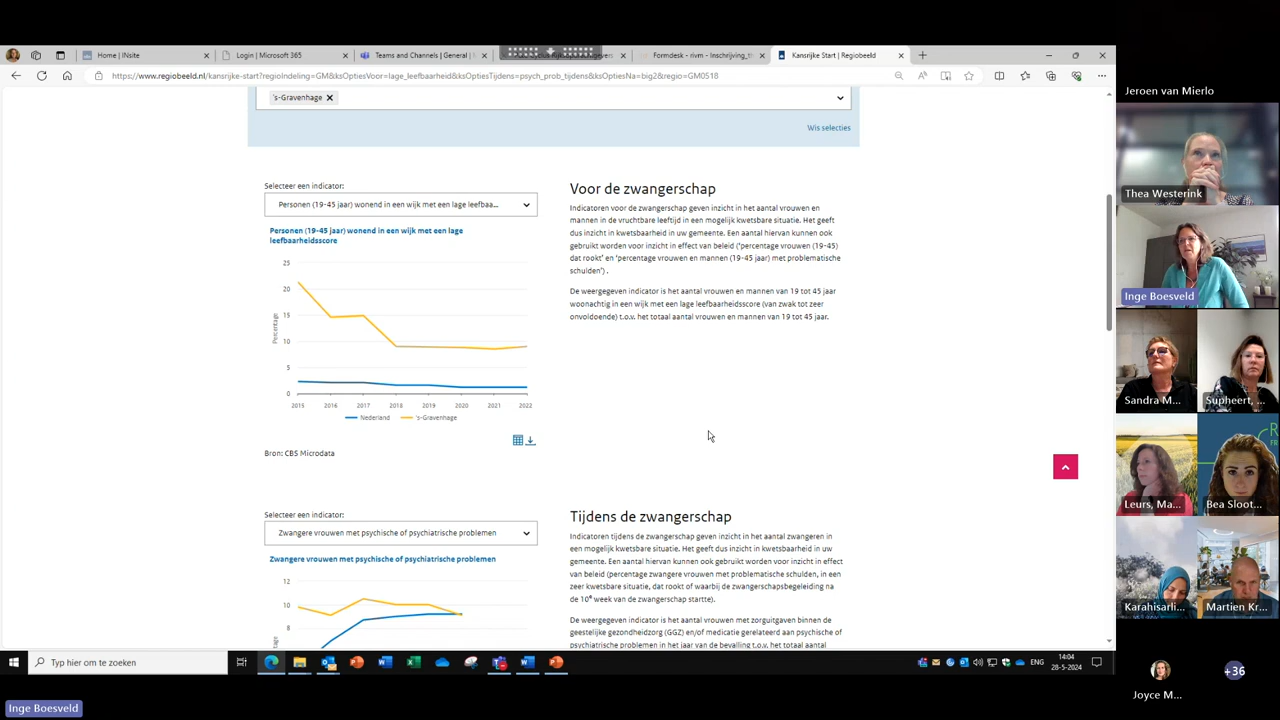 Home | iNsite
Login | Microsoft 365
Teams and Channels | General |
Formdesk - rivm - Inschrijving_t
Kansrijke Start | Regiobeeld
https://www.regiobeeld.nl/kansrijke-start?regioIndeling=GM&ksOptiesVoor=lage_leefbaarheid&ksOptiesTijdens=psych_prob_tijdens&ksOptiesNa=big2&regio=GM0518
's-Gravenhage
Wis selecties
Selecteer een indicator:
Personen (19-45 jaar) wonend in een wijk met een lage leefbaa...
Personen (19-45 jaar) wonend in een wijk met een lage
leefbaarheidsscore
25
20
15
10
5
0
Percentage
2015 2016 2017 2018 2019 2020 2021 2022
Nederland 's-Gravenhage
Bron: CBS Microdata
Voor de zwangerschap
Indicatoren voor de zwangerschap geven inzicht in het aantal vrouwen en
mannen in de vruchtbare leeftijd in een mogelijk kwetsbare situatie. Het geeft
dus inzicht in kwetsbaarheid in uw gemeente. Een aantal hiervan kunnen ook
gebruikt worden voor inzicht in effect van beleid ('percentage vrouwen (19-45)
dat rookt' en 'percentage vrouwen en mannen (19-45 jaar) met problematische
schulden') .
De weergegeven indicator is het aantal vrouwen en mannen van 19 tot 45 jaar
woonachtig in een wijk met een lage leefbaarheidsscore (van zwak tot zeer
onvoldoende) t.o.v. het totaal aantal vrouwen en mannen van 19 tot 45 jaar.
Selecteer een indicator:
Zwangere vrouwen met psychische of psychiatrische problemen
Zwangere vrouwen met psychische of psychiatrische problemen
12
10
8
Tijdens de zwangerschap
Indicatoren tijdens de zwangerschap geven inzicht in het aantal zwangeren in
een mogelijk kwetsbare situatie. Het geeft dus inzicht in kwetsbaarheid in uw
gemeente. Een aantal hiervan kunnen ook gebruikt worden voor inzicht in effect
van beleid (percentage zwangere vrouwen met problematische schulden, in een
zeer kwetsbare situatie, dat rookt of waarbij de zwangerschapsbegeleiding na
de 10e week van de zwangerschap startte).
De weergegeven indicator is het aantal vrouwen met zorguitgaven binnen de
geestelijke gezondheidzorg (GGZ) en/of medicatie gerelateerd aan psychische of
psychiatrische problemen in het jaar van de bevalling t.o.v. het totaal aantal
Typ hier om te zoeken
ENG
14:04
28-5-2024
Jeroen van Mierlo
Thea Westerink
Inge Boesveld
Sandra M...
Supheert, ...
Leurs, Ma...
Bea Sloot...
Karahisarli...
Martien Kr...
Joyce M...
+36
Inge Boesveld